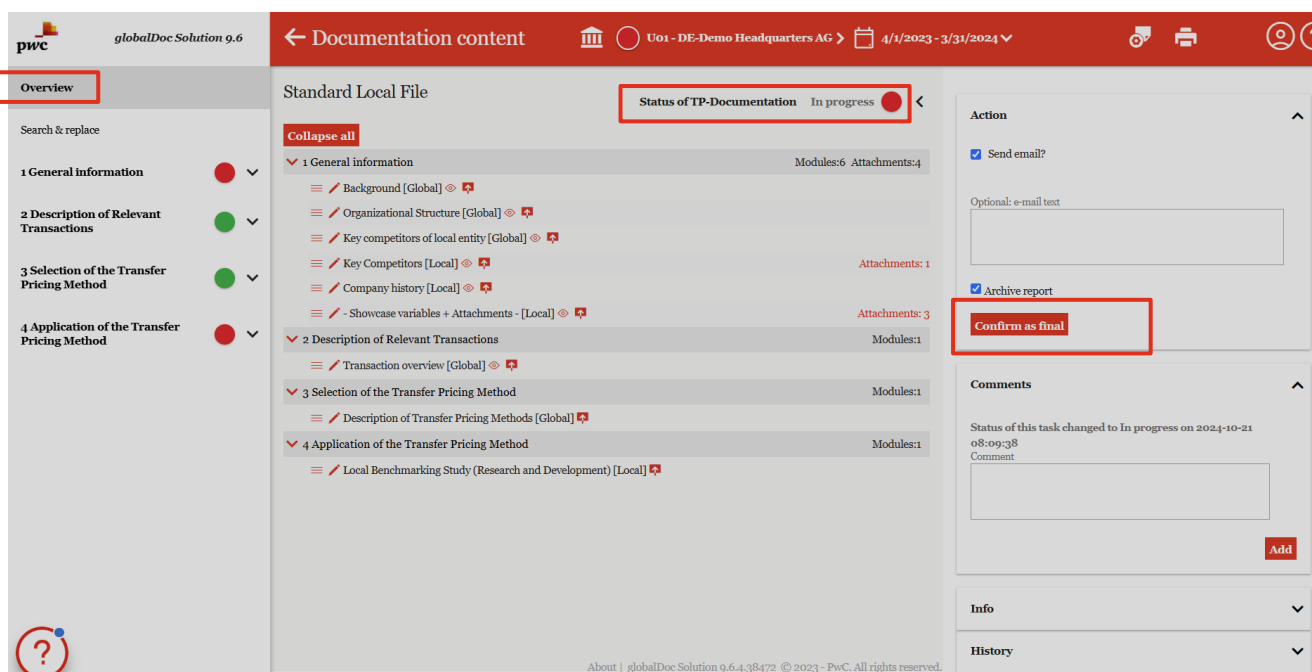 pwc
globalDoc Solution 9.6
Documentation content
U01 - DE-Demo Headquarters AG
4/1/2023 - 3/31/2024
Overview
Search & replace
1 General information
2 Description of Relevant
Transactions
3 Selection of the Transfer
Pricing Method
4 Application of the Transfer
Pricing Method
?
Standard Local File
Status of TP-Documentation In progress
Collapse all
1 General information Modules:6 Attachments:4
Background [Global]
Organizational Structure [Global]
Key competitors of local entity [Global]
Key Competitors [Local] Attachments: 1
Company history [Local]
- Showcase variables + Attachments - [Local] Attachments: 3
2 Description of Relevant Transactions Modules:1
Transaction overview [Global]
3 Selection of the Transfer Pricing Method Modules:1
Description of Transfer Pricing Methods [Global]
4 Application of the Transfer Pricing Method Modules:1
Local Benchmarking Study (Research and Development) [Local]
About | globalDoc Solution 9.6.4.38472 © 2023 - PwC. All rights reserved.
Action
Send email?
Optional: e-mail text
Archive report
Confirm as final
Comments
Status of this task changed to In progress on 2024-10-21
08:09:38
Comment
Add
Info
History